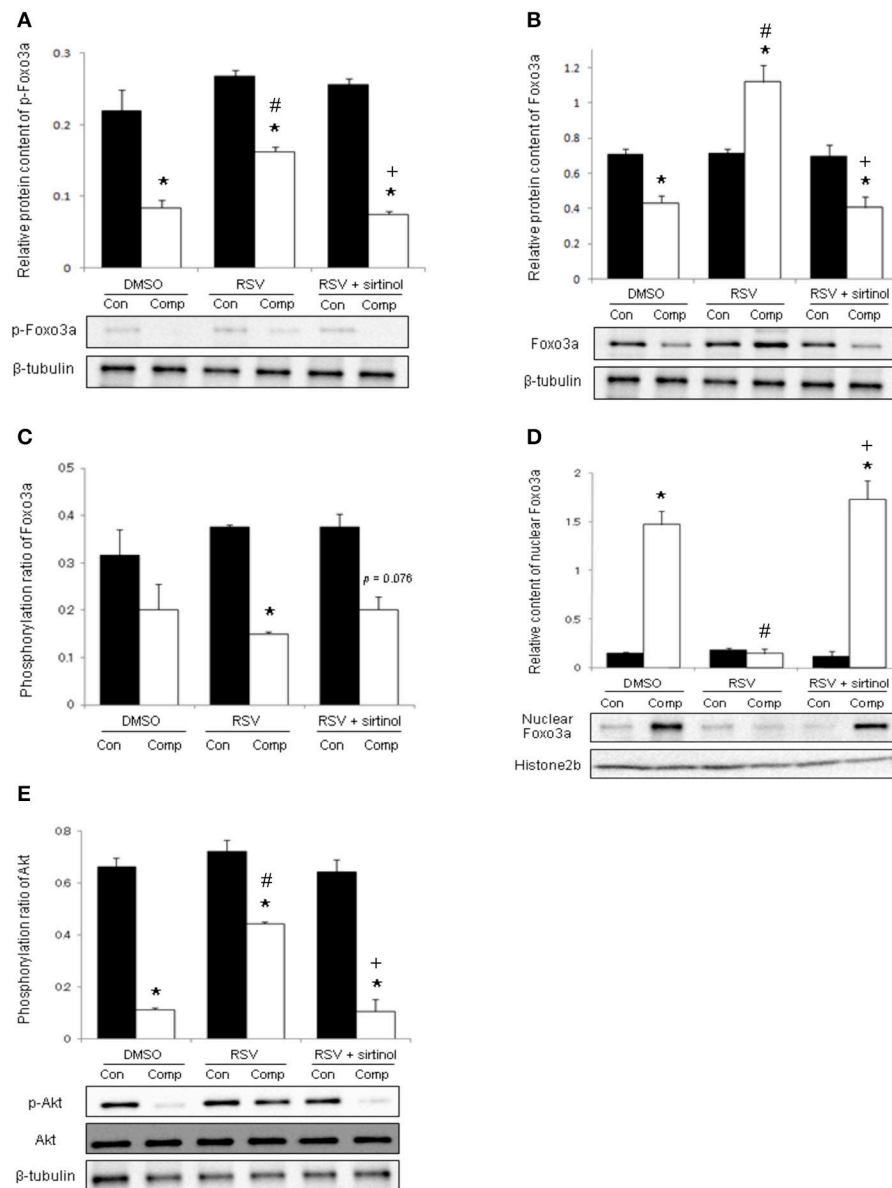 A
Relative protein content of p-Foxo3a
0.3
0.2
0.1
0
*
#
*
+
*
DMSO RSV RSV + sirtinol
Con Comp Con Comp Con Comp
p-Foxo3a
β-tubulin
B
Relative protein content of Foxo3a
1.2
1
0.8
0.6
0.4
0.2
0
*
#
*
+
*
DMSO RSV RSV + sirtinol
Con Comp Con Comp Con Comp
Foxo3a
β-tubulin
C
Phosphorylation ratio of Foxo3a
0.5
0.4
0.3
0.2
0.1
0
*
p = 0.076
DMSO RSV RSV + sirtinol
Con Comp Con Comp Con Comp
D
Relative content of nuclear Foxo3a
2
1.5
1
0.5
0
*
#
+
*
DMSO RSV RSV + sirtinol
Con Comp Con Comp Con Comp
Nuclear
Foxo3a
Histone2b
E
Phosphorylation ratio of Akt
0.8
0.6
0.4
0.2
0
*
#
*
+
*
DMSO RSV RSV + sirtinol
Con Comp Con Comp Con Comp
p-Akt
Akt
β-tubulin